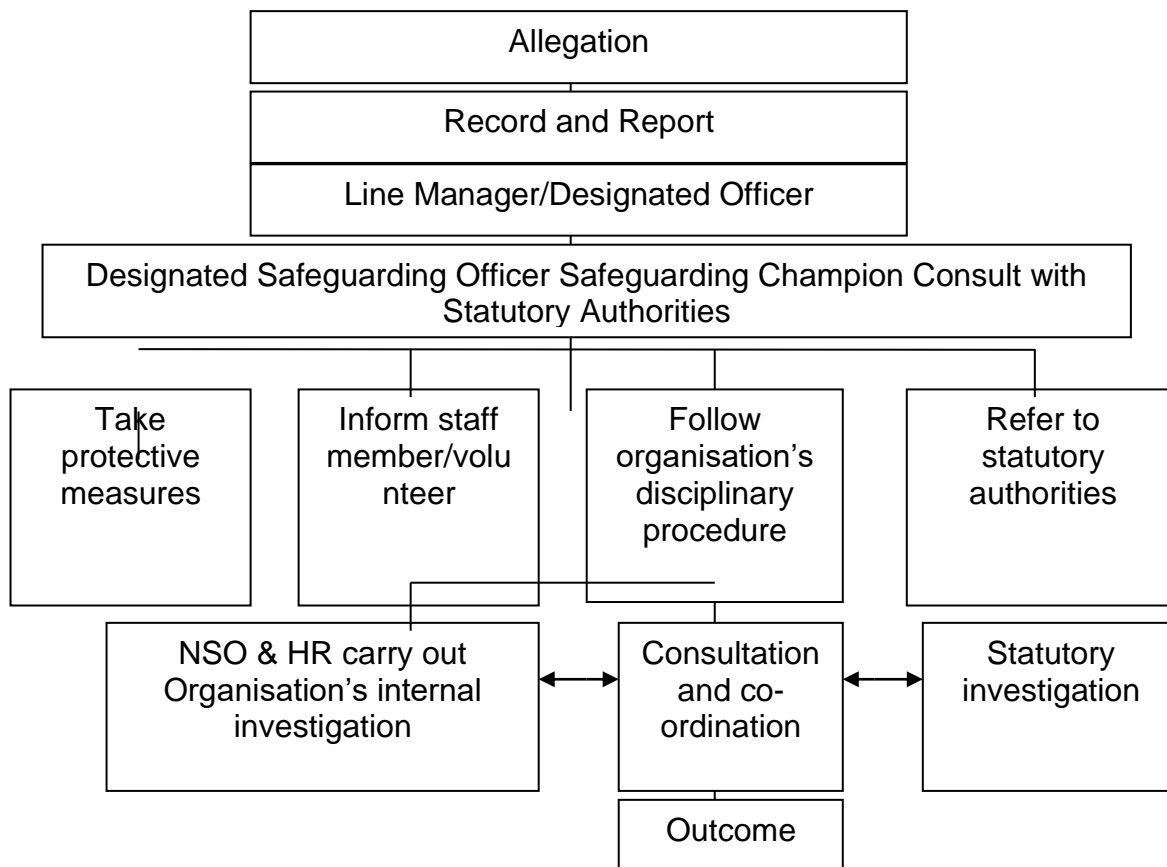 Allegation
Record and Report
Line Manager/Designated Officer
Designated Safeguarding Officer Safeguarding Champion Consult with
Statutory Authorities
Take
protective
measures
Inform staff
member/volu
nteer
Follow
organisation’s
disciplinary
procedure
Refer to
statutory
authorities
NSO & HR carry out
Organisation’s internal
investigation
Consultation
and co-
ordination
Statutory
investigation
Outcome